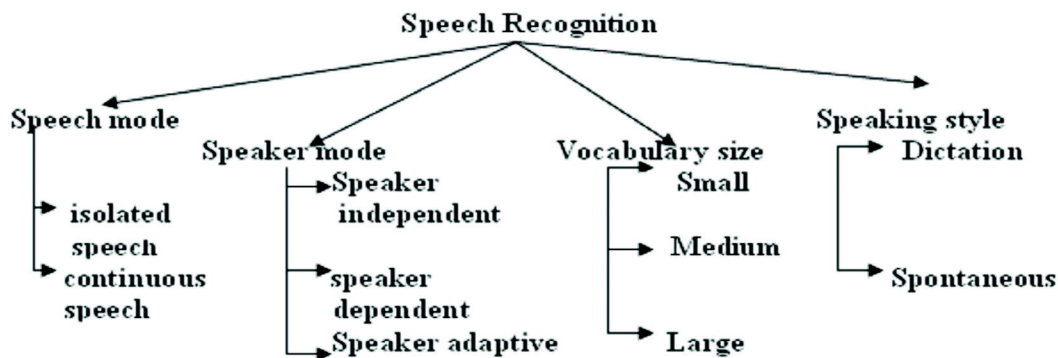 Speech Recognition
Speech mode
isolated
speech
continuous
speech
Speaker mode
Speaker
independent
speaker
dependent
Speaker adaptive
Vocabulary size
Small
Medium
Large
Speaking style
Dictation
Spontaneous